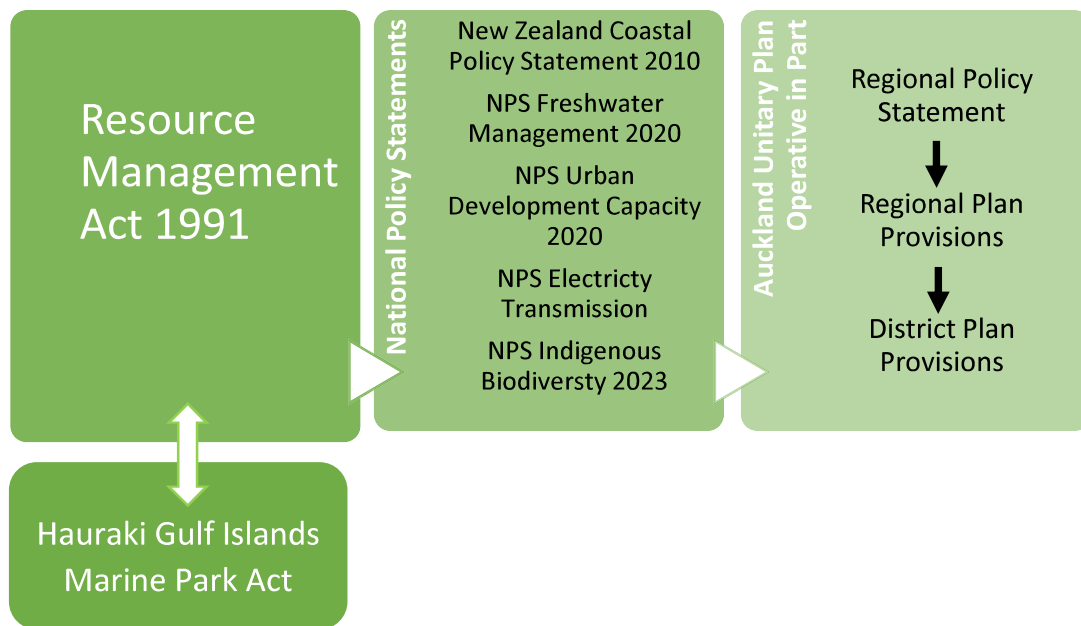 Resource
Management
Act 1991
Hauraki Gulf Islands
Marine Park Act
National Policy Statements
New Zealand Coastal
Policy Statement 2010
NPS Freshwater
Management 2020
NPS Urban
Development Capacity
2020
NPS Electricty
Transmission
NPS Indigenous
Biodiversty 2023
Auckland Unitary Plan
Operative in Part
Regional Policy
Statement
Regional Plan
Provisions
District Plan
Provisions